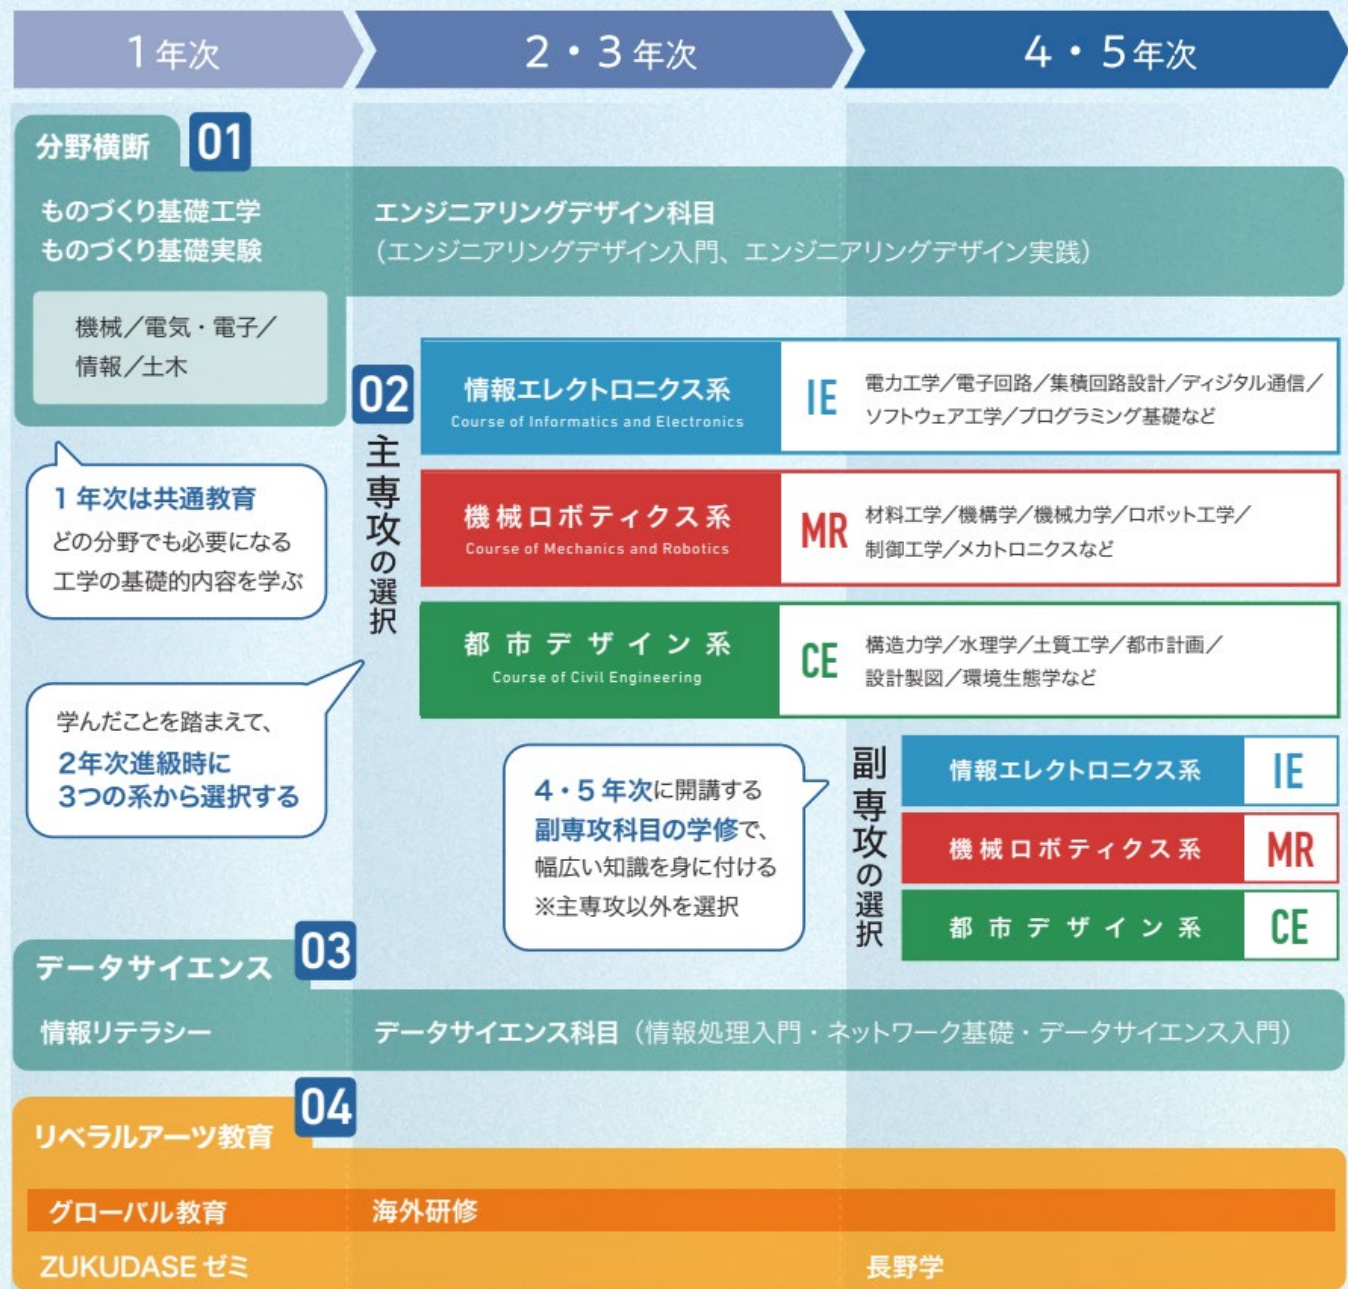 1年次
2・3年次
4・5年次
分野横断
01
ものづくり基礎工学
ものづくり基礎実験
機械／電気・電子／
情報／土木
エンジニアリングデザイン科目
（エンジニアリングデザイン入門、エンジニアリングデザイン実践）
1年次は共通教育
どの分野でも必要になる
工学の基礎的内容を学ぶ
学んだことを踏まえて、
2年次進級時に
3つの系から選択する
02
主専攻の選択
情報エレクトロニクス系
Course of Informatics and Electronics
IE
電力工学／電子回路／集積回路設計／ディジタル通信／
ソフトウェア工学／プログラミング基礎など
機械ロボティクス系
Course of Mechanics and Robotics
MR
材料工学／機構学／機械力学／ロボット工学／
制御工学／メカトロニクスなど
都市デザイン系
Course of Civil Engineering
CE
構造力学／水理学／土質工学／都市計画／
設計製図／環境生態学など
4・5年次に開講する
副専攻科目の学修で、
幅広い知識を身に付ける
※主専攻以外を選択
副専攻の選択
情報エレクトロニクス系
IE
機械ロボティクス系
MR
都市デザイン系
CE
データサイエンス
03
情報リテラシー
データサイエンス科目（情報処理入門・ネットワーク基礎・データサイエンス入門）
リベラルアーツ教育
04
グローバル教育
海外研修
ZUKUDASEゼミ
長野学